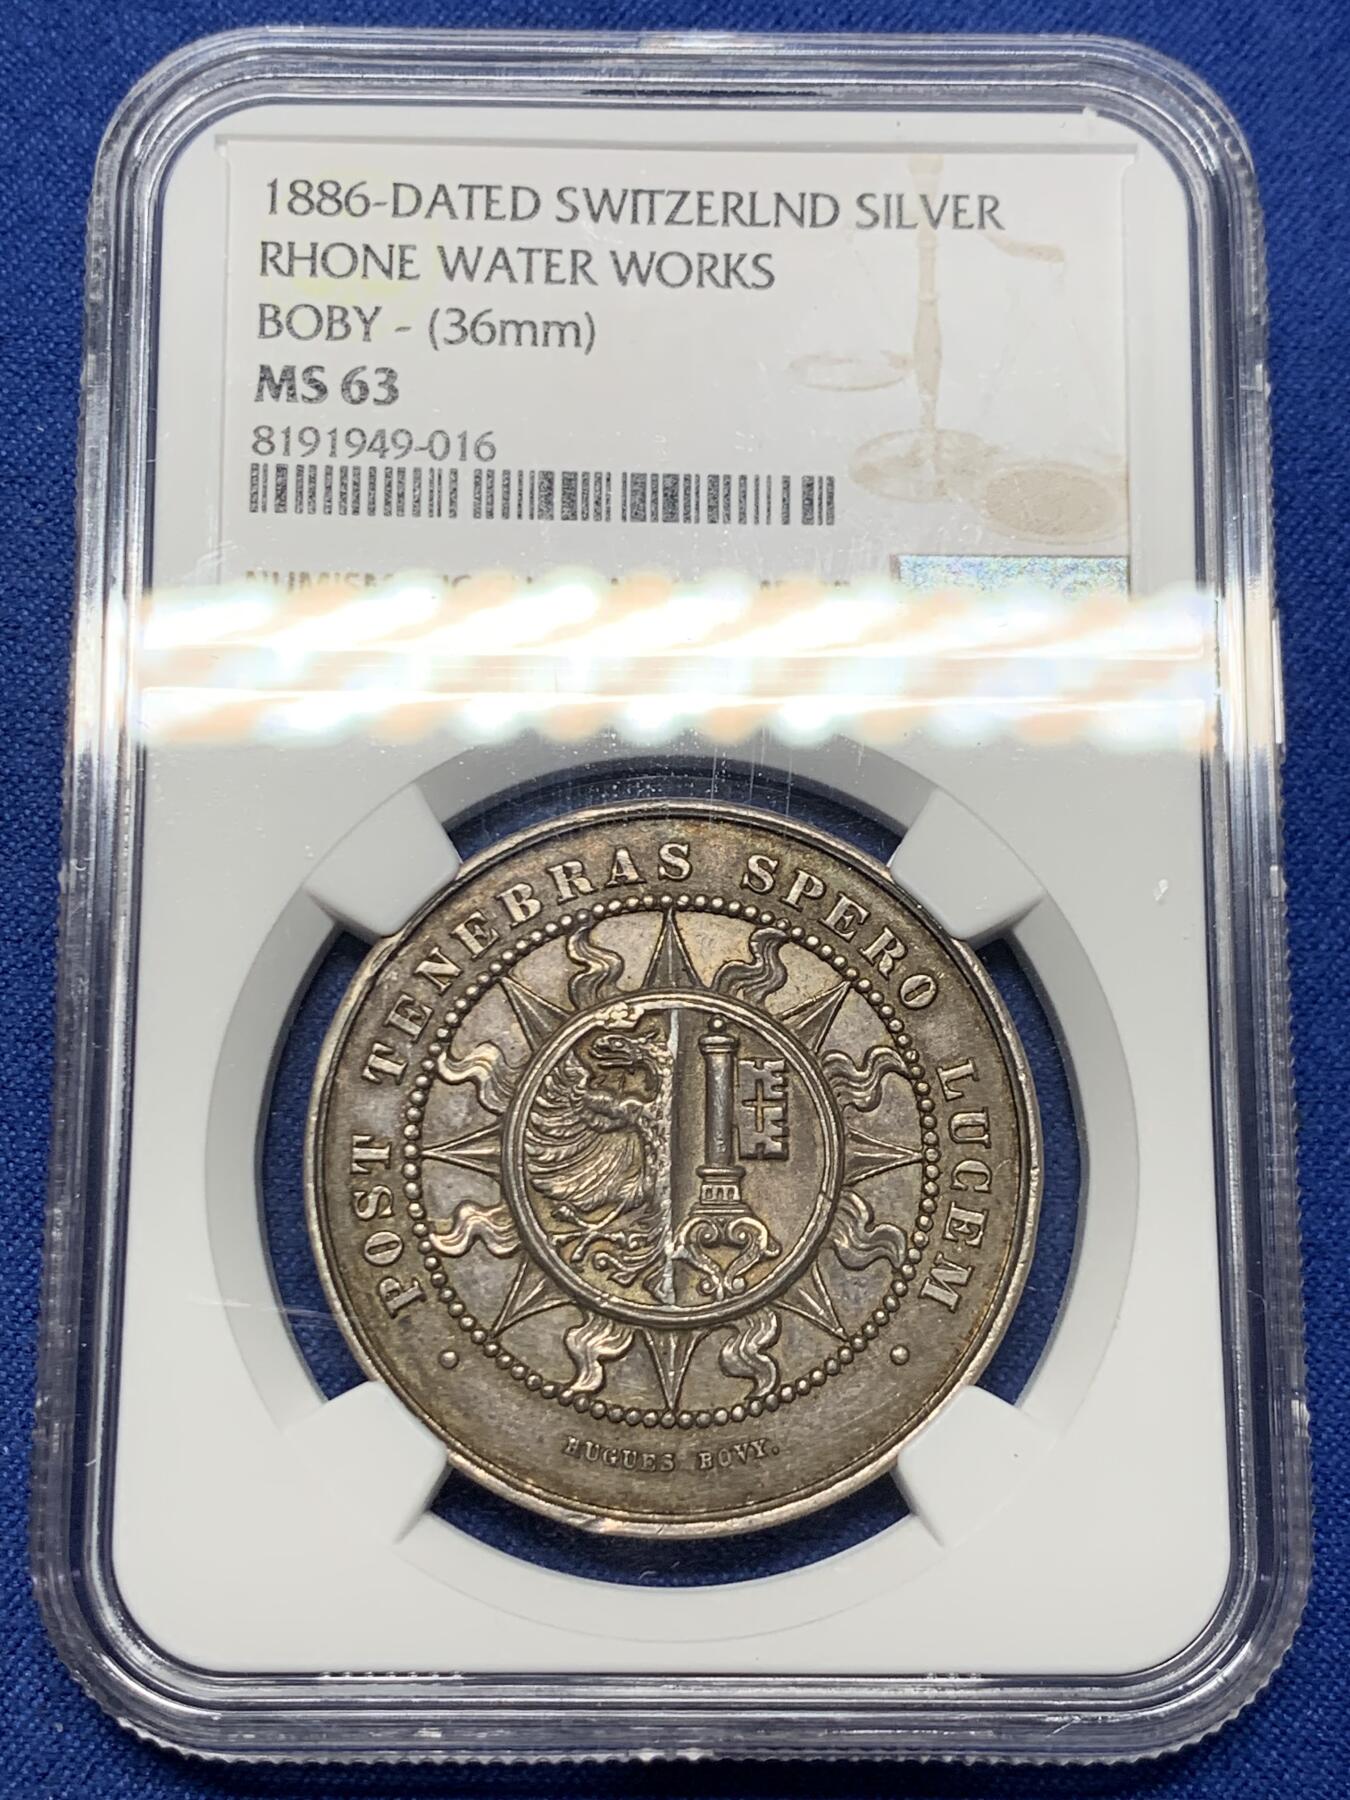 1886-DATED SWITZERLND SILVER
RHONE WATER WORKS
BOBY - (36mm)
MS 63
8191949-016
POST TENEBRAS SPERO LUCEM
HUGUES BOVY.